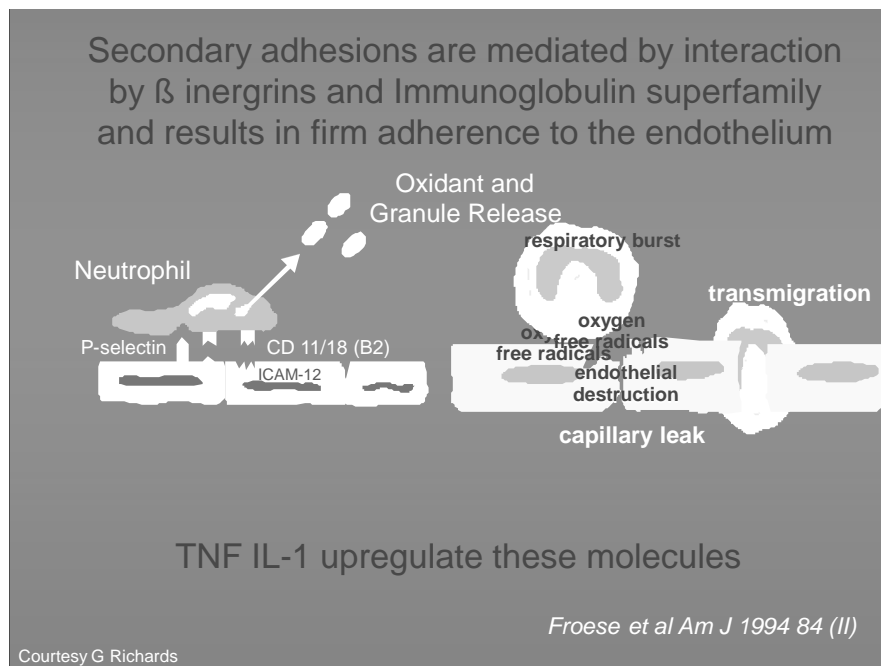 Secondary adhesions are mediated by interaction
by ß inergrins and Immunoglobulin superfamily
and results in firm adherence to the endothelium
Oxidant and
Granule Release
Neutrophil
P-selectin
CD 11/18 (B2)
ICAM-12
respiratory burst
transmigration
oxygen
free radicals
free radicals
endothelial
destruction
capillary leak
TNF IL-1 upregulate these molecules
Froese et al Am J 1994 84 (II)
Courtesy G Richards